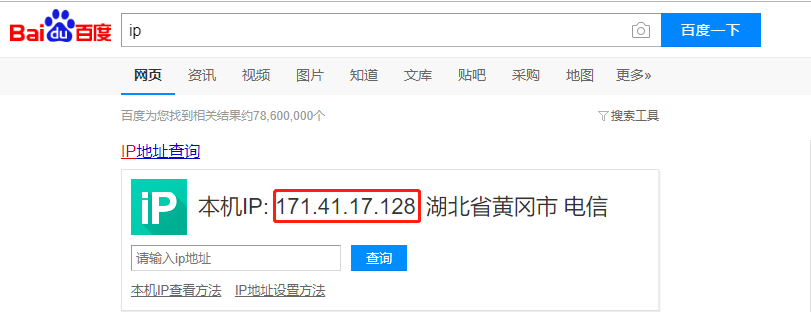 Bai du 百度 ip 百度一下
网页 资讯 视频 图片 知道 文库 贴吧 采购 地图 更多»
百度为您找到相关结果约78,600,000个 搜索工具
IP地址查询
iP 本机IP: 171.41.17.128 湖北省黄冈市 电信
请输入ip地址 查询
本机IP查看方法 IP地址设置方法